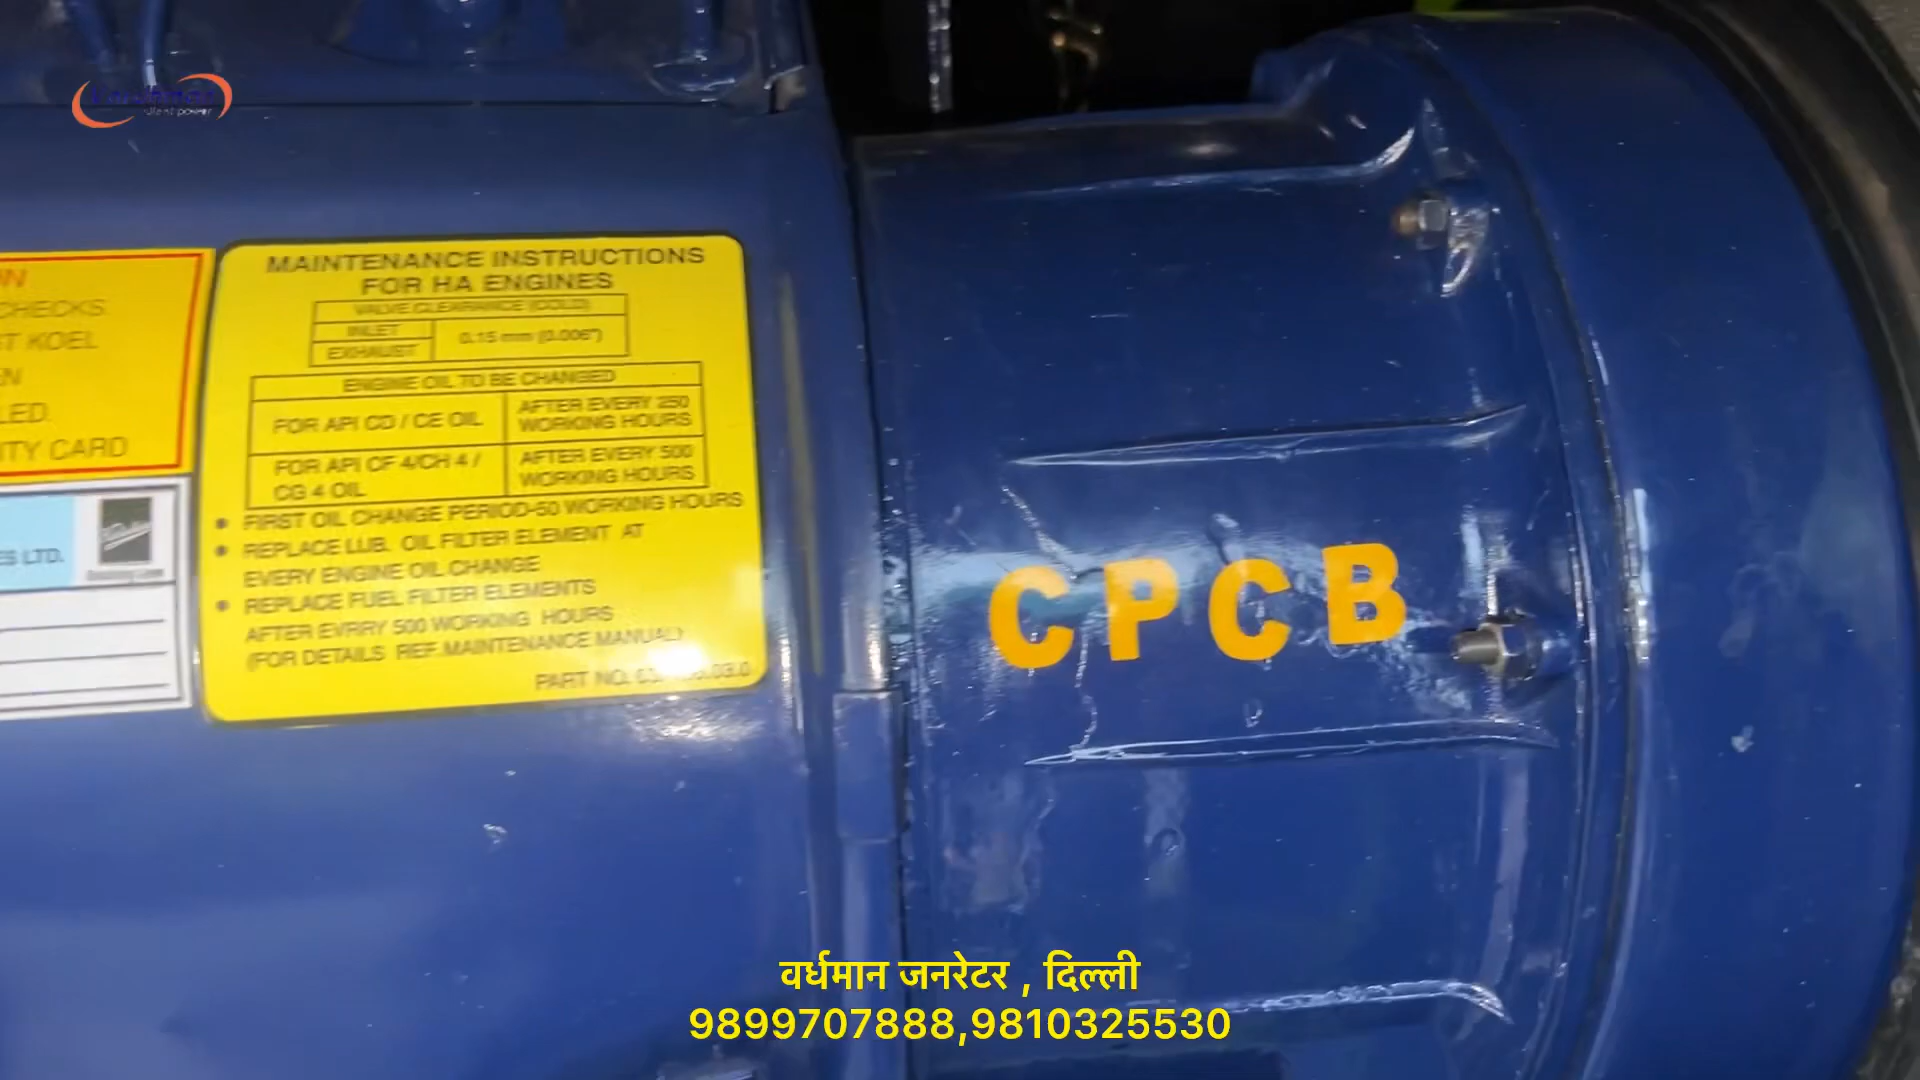 silent power
MAINTENANCE INSTRUCTIONS
FOR HA ENGINES
VALVE CLEARANCE (COLD)
INLET
EXHAUST
0.15 mm (0.006")
ENGINE OIL TO BE CHANGED
FOR API CD / CE OIL
AFTER EVERY 250
WORKING HOURS
FOR API CF 4/CH 4 /
CG 4 OIL
AFTER EVERY 500
WORKING HOURS
• FIRST OIL CHANGE PERIOD-50 WORKING HOURS
• REPLACE LUB. OIL FILTER ELEMENT AT
EVERY ENGINE OIL CHANGE
• REPLACE FUEL FILTER ELEMENTS
AFTER EVRRY 500 WORKING HOURS
(FOR DETAILS REF.MAINTENANCE MANUAL)
PART NO.
CHECKS
KOEL
CARD
LTD.
CPCB
वर्धमान जनरेटर , दिल्ली
9899707888,9810325530